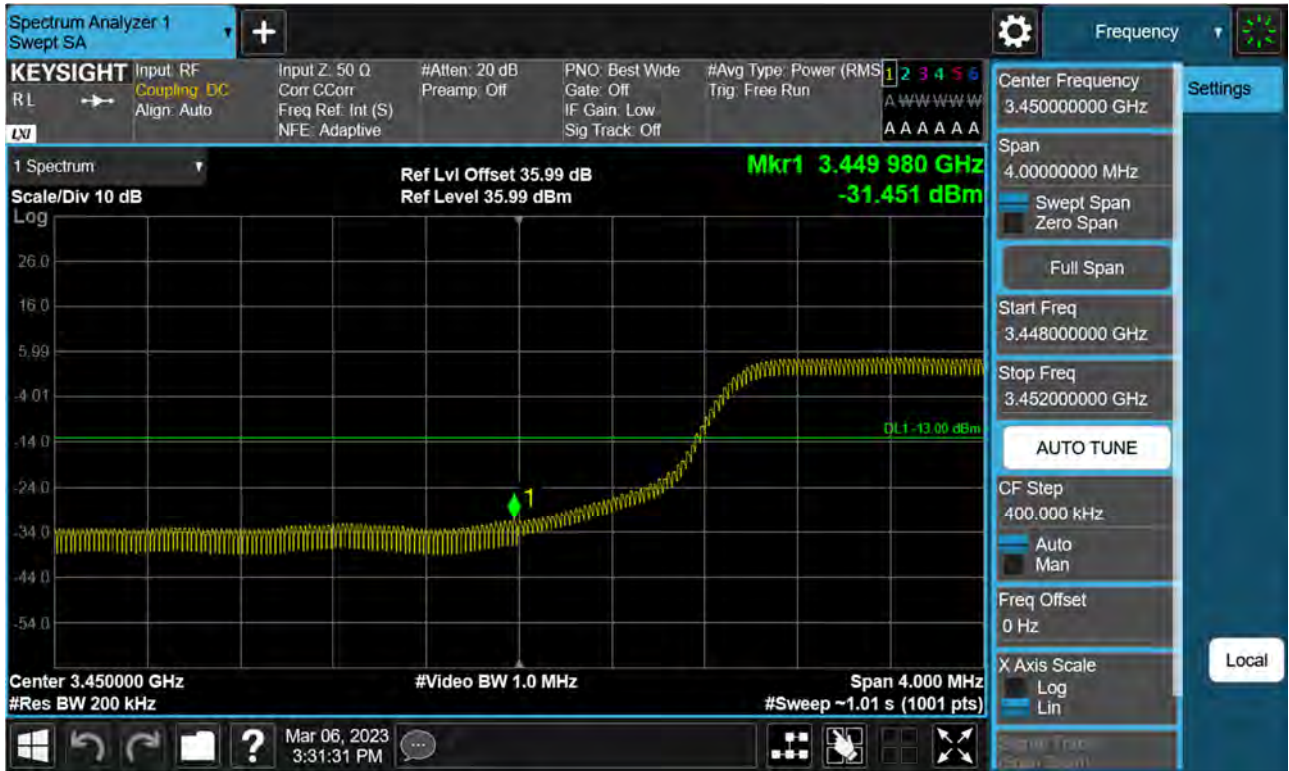 Spectrum Analyzer 1
Swept SA
+
Frequency
KEYSIGHT
RL
LXI
Input: RF
Coupling: DC
Align: Auto
Input Z: 50 Ω
Corr CCorr
Freq Ref: Int (S)
NFE: Adaptive
#Atten: 20 dB
Preamp: Off
PNO: Best Wide
Gate: Off
IF Gain: Low
Sig Track: Off
#Avg Type: Power (RMS
Trig: Free Run
1 2 3 4 5 6
A W W W W W
A A A A A A
1 Spectrum
Scale/Div 10 dB
Log
Ref Lvl Offset 35.99 dB
Ref Level 35.99 dBm
Mkr1 3.449 980 GHz
-31.451 dBm
26.0
16.0
5.99
-4.01
-14.0
-24.0
-34.0
-44.0
-54.0
DL1 -13.00 dBm
1
Center 3.450000 GHz
#Res BW 200 kHz
#Video BW 1.0 MHz
Span 4.000 MHz
#Sweep ~1.01 s (1001 pts)
Center Frequency
3.450000000 GHz
Span
4.00000000 MHz
Swept Span
Zero Span
Full Span
Start Freq
3.448000000 GHz
Stop Freq
3.452000000 GHz
AUTO TUNE
CF Step
400.000 kHz
Auto
Man
Freq Offset
0 Hz
X Axis Scale
Log
Lin
Settings
Local
?
Mar 06, 2023
3:31:31 PM